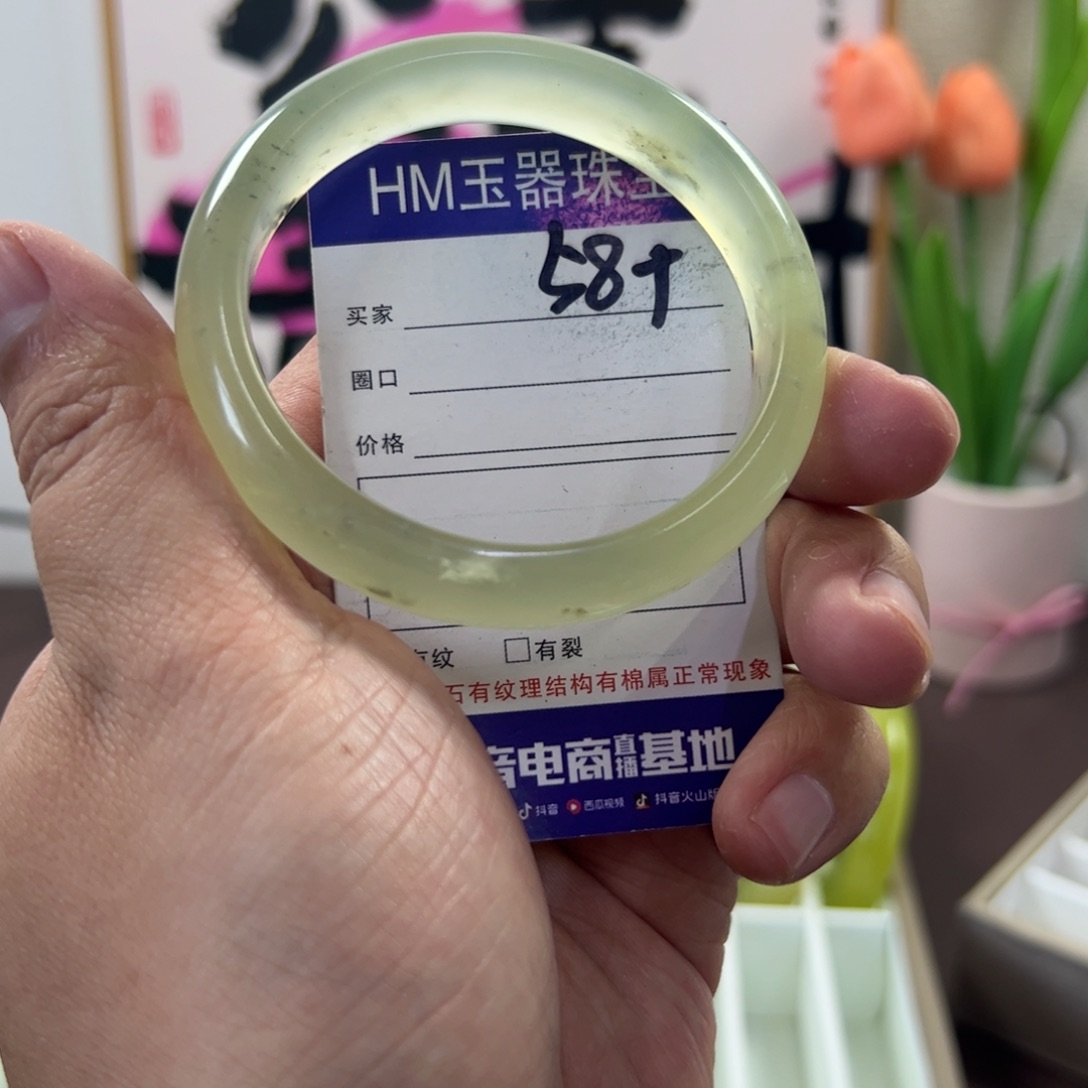 HM玉器珠
58+
买家
圈口
价格
纹 □有裂
石有纹理结构有棉属正常现象
电商直播基地
抖音 西瓜视频 抖音火山版